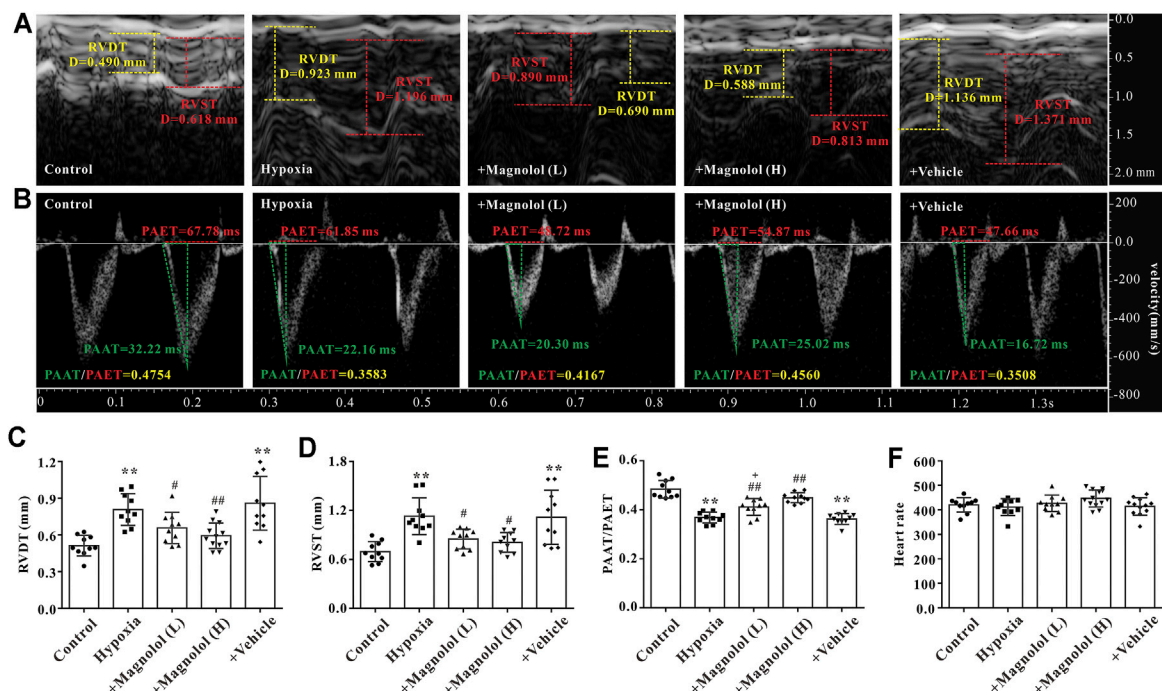 A
RVDT
D=0.490 mm
RVST
D=0.618 mm
Control
RVDT
D=0.923 mm
RVST
D=1.196 mm
Hypoxia
RVST
D=0.890 mm
RVDT
D=0.690 mm
+Magnolol (L)
RVDT
D=0.588 mm
RVST
D=0.813 mm
+Magnolol (H)
RVDT
D=1.136 mm
RVST
D=1.371 mm
+Vehicle
0.0
0.5
1.0
1.5
2.0 mm
B
Control
PAET=67.78 ms
PAAT=32.22 ms
PAAT/PAET=0.4754
Hypoxia
PAET=61.85 ms
PAAT=22.16 ms
PAAT/PAET=0.3583
+Magnolol (L)
PAET=48.72 ms
PAAT=20.30 ms
PAAT/PAET=0.4167
+Magnolol (H)
PAET=54.87 ms
PAAT=25.02 ms
PAAT/PAET=0.4560
+Vehicle
PAET=47.66 ms
PAAT=16.72 ms
PAAT/PAET=0.3508
200
0.0
-200
-400
-600
-800
velocity(mm/s)
0 0.1 0.2 0.3 0.4 0.5 0.6 0.7 0.8 0.9 1.0 1.1 1.2 1.3s
C
RVDT (mm)
1.2
0.9
0.6
0.3
0.0
**
#
##
**
Control
Hypoxia
+Magnolol (L)
+Magnolol (H)
+Vehicle
D
RVST (mm)
1.8
1.2
0.6
0.0
**
#
#
**
Control
Hypoxia
+Magnolol (L)
+Magnolol (H)
+Vehicle
E
PAAT/PAET
0.6
0.4
0.2
0.0
**
+
##
##
**
Control
Hypoxia
+Magnolol (L)
+Magnolol (H)
+Vehicle
F
Heart rate
600
500
400
300
200
100
0
Control
Hypoxia
+Magnolol (L)
+Magnolol (H)
+Vehicle